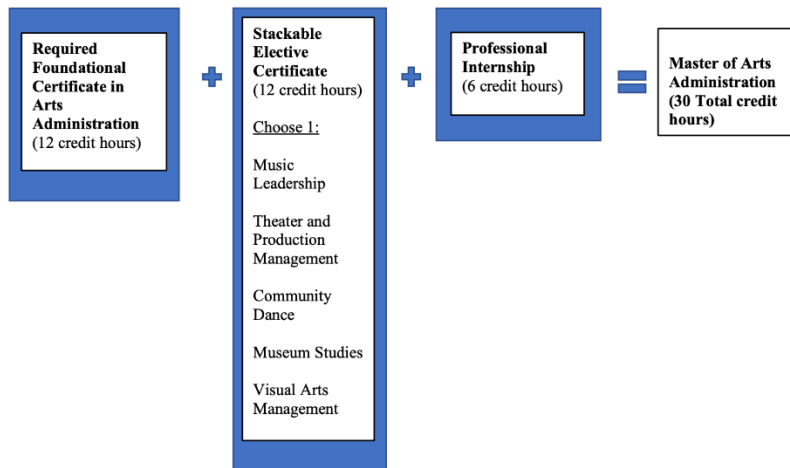 Required
Foundational
Certificate in
Arts
Administration
(12 credit hours)
+
Stackable
Elective
Certificate
(12 credit hours)
Choose 1:
Music
Leadership
Theater and
Production
Management
Community
Dance
Museum Studies
Visual Arts
Management
+
Professional
Internship
(6 credit hours)
=
Master of Arts
Administration
(30 Total credit
hours)